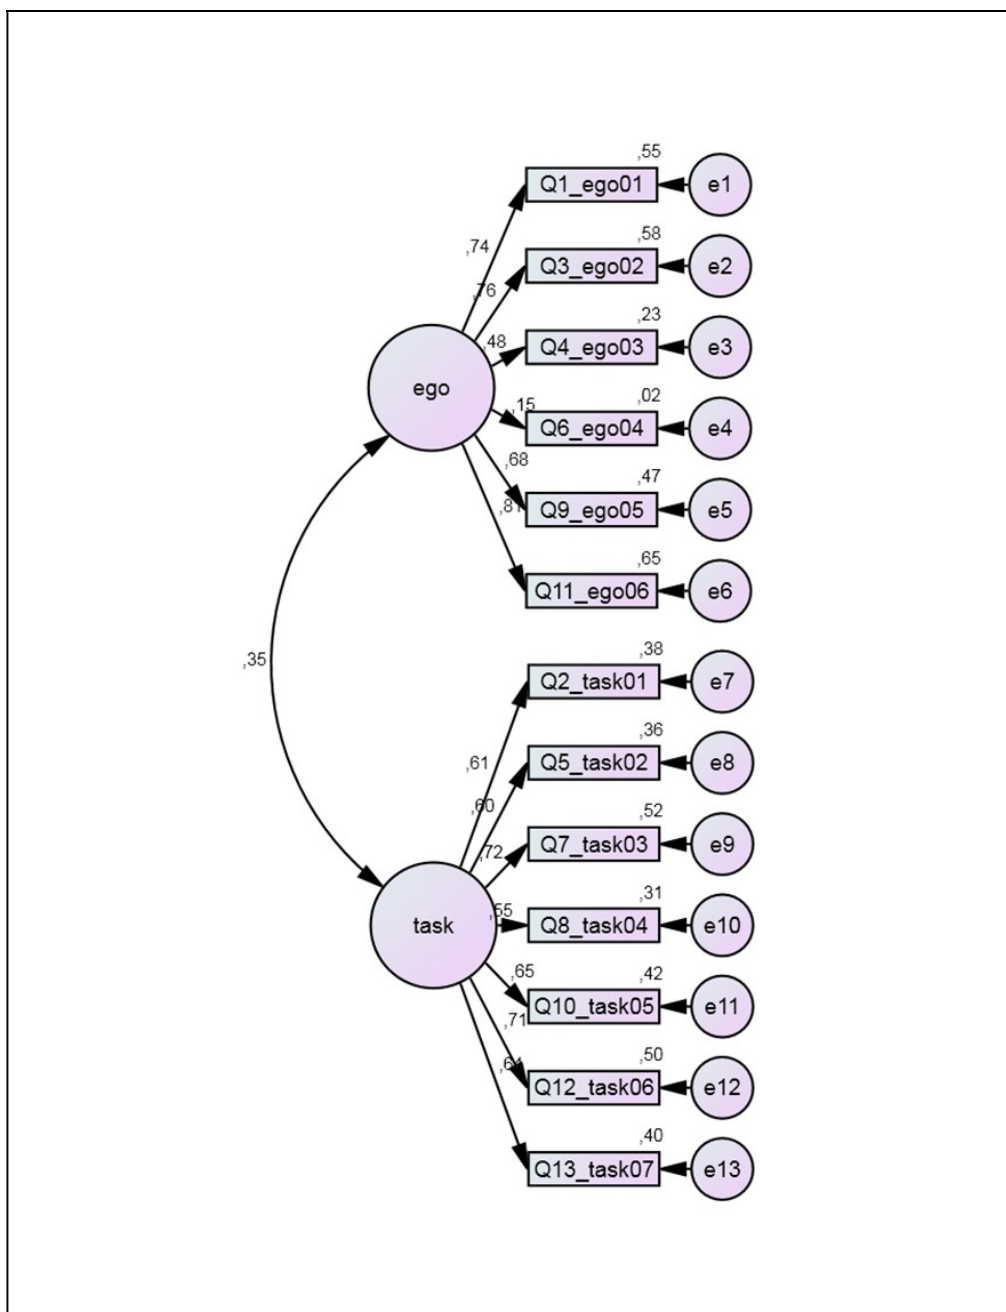 ,55
Q1_ego01
e1
,74
,58
Q3_ego02
e2
,76
,23
Q4_ego03
e3
,48
ego
,02
Q6_ego04
e4
,15
,68
,47
Q9_ego05
e5
,81
,65
Q11_ego06
e6
,35
,38
Q2_task01
e7
,61
,36
Q5_task02
e8
,60
,52
Q7_task03
e9
,72
,31
Q8_task04
e10
,55
task
,65
,42
Q10_task05
e11
,71
,50
Q12_task06
e12
,40
Q13_task07
e13